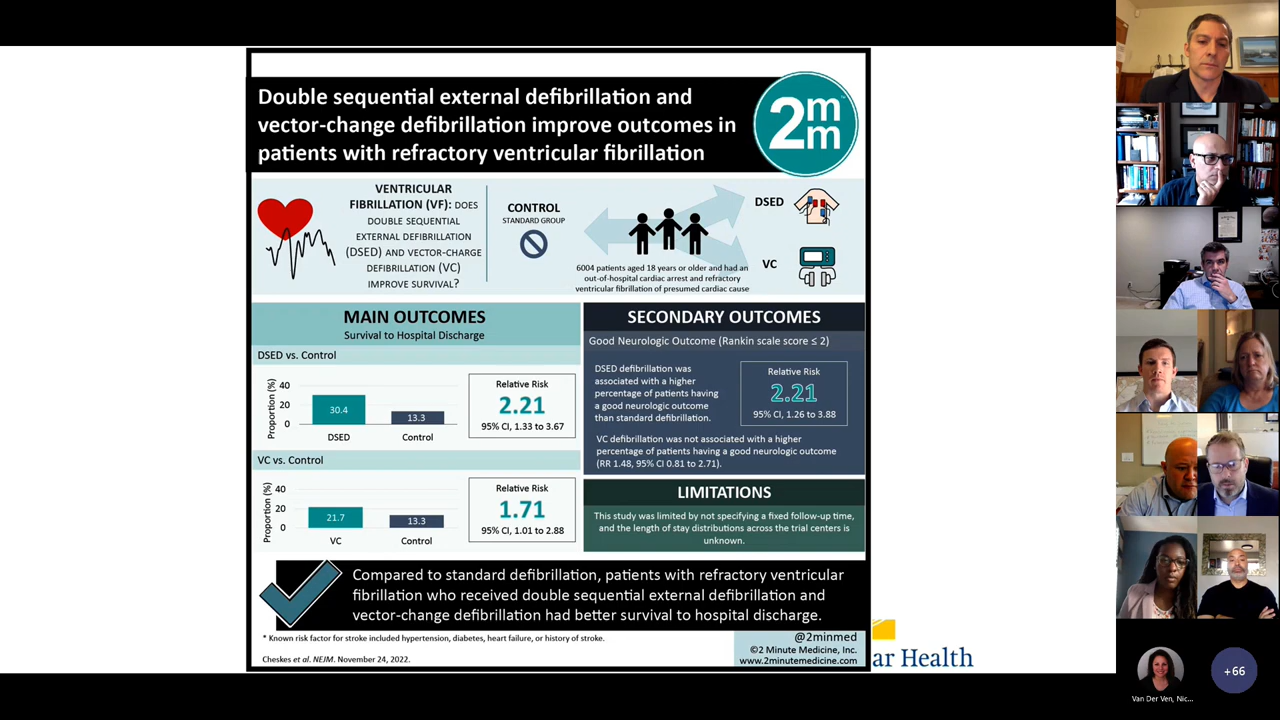 Double sequential external defibrillation and
vector-change defibrillation improve outcomes in
patients with refractory ventricular fibrillation
2mm™
VENTRICULAR
FIBRILLATION (VF): DOES
DOUBLE SEQUENTIAL
EXTERNAL DEFIBRILLATION
(DSED) AND VECTOR-CHARGE
DEFIBRILLATION (VC)
IMPROVE SURVIVAL?
CONTROL
STANDARD GROUP
6004 patients aged 18 years or older and had an
out-of-hospital cardiac arrest and refractory
ventricular fibrillation of presumed cardiac cause
DSED
VC
MAIN OUTCOMES
Survival to Hospital Discharge
DSED vs. Control
Proportion (%)
40
20
0
30.4
13.3
DSED
Control
Relative Risk
2.21
95% CI, 1.33 to 3.67
VC vs. Control
Proportion (%)
40
20
0
21.7
13.3
VC
Control
Relative Risk
1.71
95% CI, 1.01 to 2.88
SECONDARY OUTCOMES
Good Neurologic Outcome (Rankin scale score ≤ 2)
DSED defibrillation was
associated with a higher
percentage of patients having
a good neurologic outcome
than standard defibrillation.
Relative Risk
2.21
95% CI, 1.26 to 3.88
VC defibrillation was not associated with a higher
percentage of patients having a good neurologic outcome
(RR 1.48, 95% CI 0.81 to 2.71).
LIMITATIONS
This study was limited by not specifying a fixed follow-up time,
and the length of stay distributions across the trial centers is
unknown.
Compared to standard defibrillation, patients with refractory ventricular
fibrillation who received double sequential external defibrillation and
vector-change defibrillation had better survival to hospital discharge.
* Known risk factor for stroke included hypertension, diabetes, heart failure, or history of stroke.
Cheskes et al. NEJM. November 24, 2022.
@2minmed
©2 Minute Medicine, Inc.
www.2minutemedicine.com
ar Health
Van Der Ven, Nic...
+66